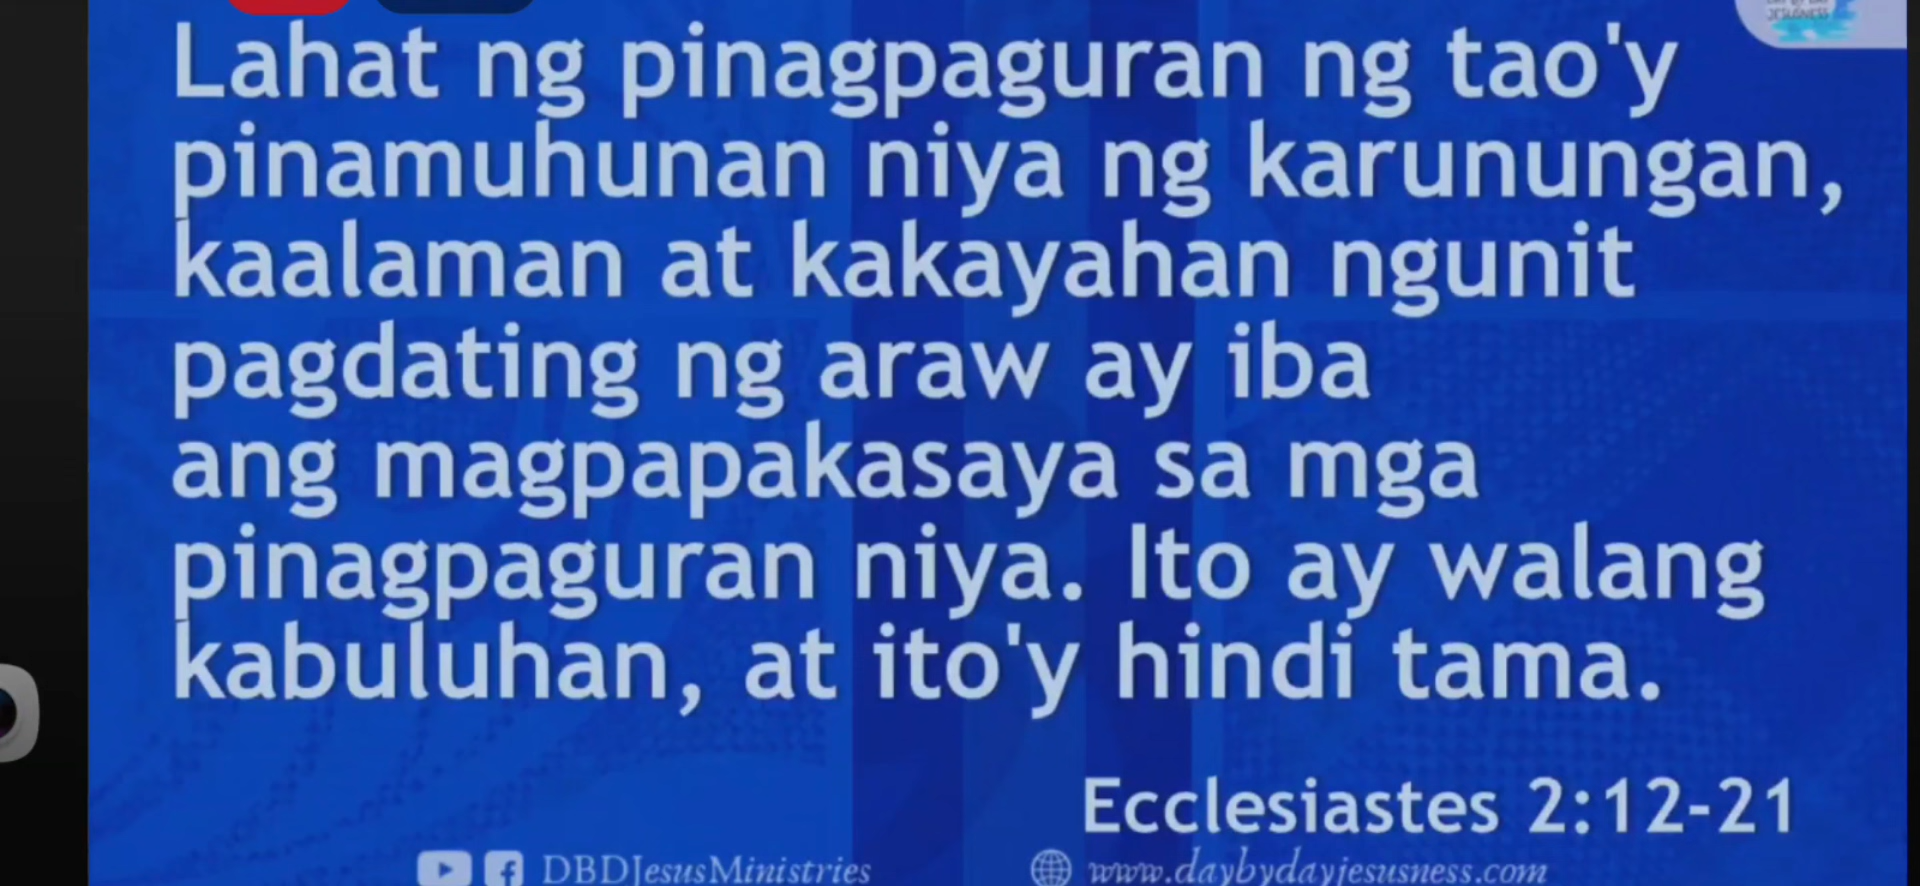 Lahat ng pinagpaguran ng tao'y
pinamuhunan niya ng karunungan,
kaalaman at kakayahan ngunit
pagdating ng araw ay iba
ang magpapakasaya sa mga
pinagpaguran niya. Ito ay walang
kabuluhan, at ito'y hindi tama.
Ecclesiastes 2:12-21
DBDJesusMinistries
www.daybydayjesusness.com